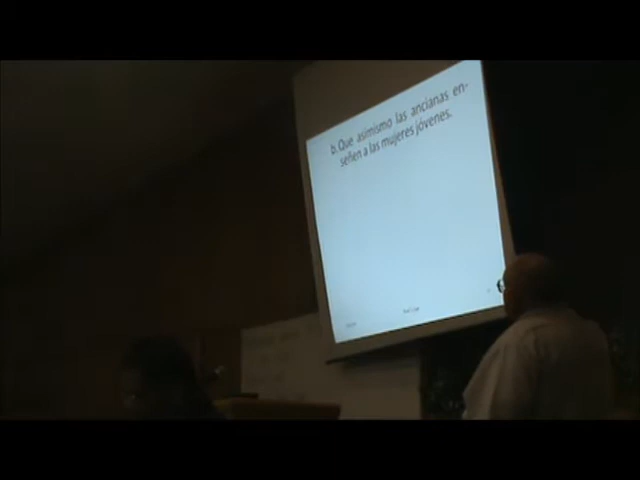 b. Que asimismo las ancianas en-
señen a las mujeres jóvenes.